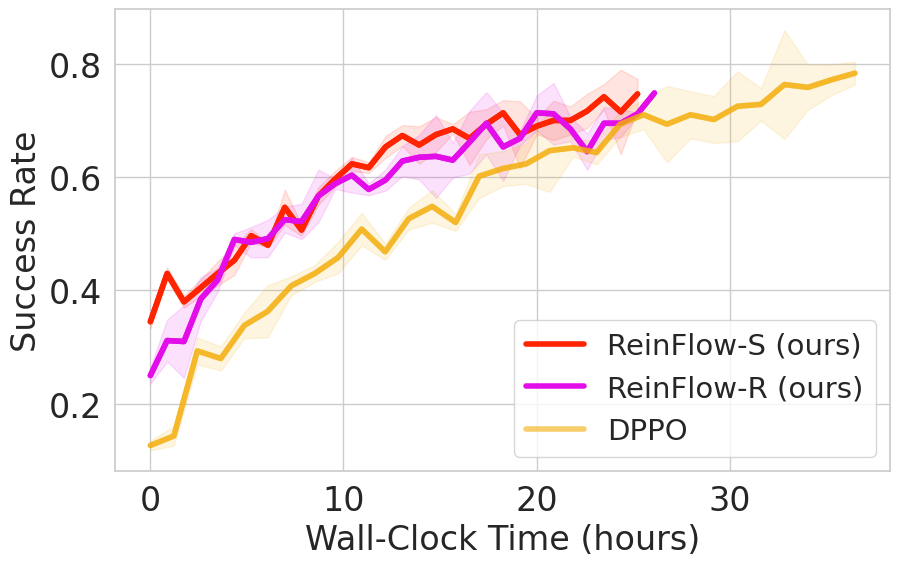 0.8
0.6
0.4
0.2
Success Rate
0 10 20 30
Wall-Clock Time (hours)
ReinFlow-S (ours)
ReinFlow-R (ours)
DPPO